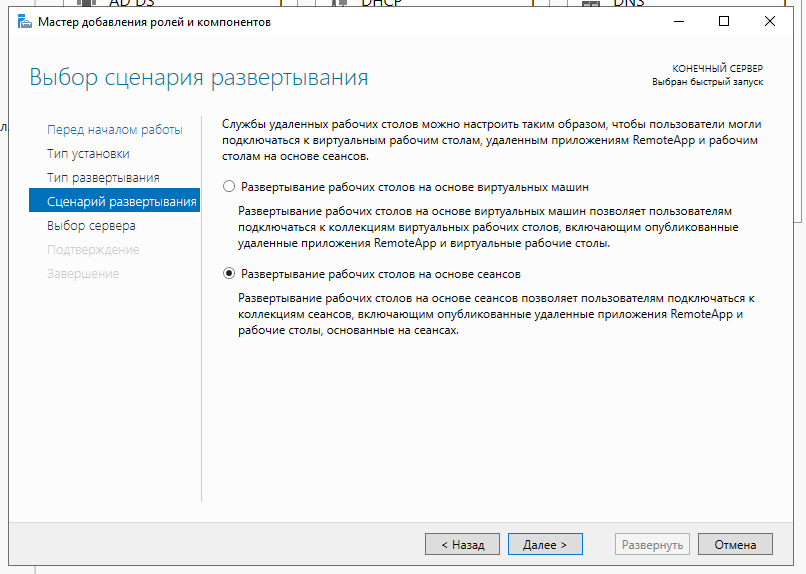 AD DS
DHCP
DNS
Мастер добавления ролей и компонентов
Выбор сценария развертывания
КОНЕЧНЫЙ СЕРВЕР
Выбран быстрый запуск
Перед началом работы
Тип установки
Тип развертывания
Сценарий развертывания
Выбор сервера
Подтверждение
Завершение
Службы удаленных рабочих столов можно настроить таким образом, чтобы пользователи могли
подключаться к виртуальным рабочим столам, удаленным приложениям RemoteApp и рабочим
столам на основе сеансов.
Развертывание рабочих столов на основе виртуальных машин
Развертывание рабочих столов на основе виртуальных машин позволяет пользователям
подключаться к коллекциям виртуальных рабочих столов, включающим опубликованные
удаленные приложения RemoteApp и виртуальные рабочие столы.
Развертывание рабочих столов на основе сеансов
Развертывание рабочих столов на основе сеансов позволяет пользователям подключаться к
коллекциям сеансов, включающим опубликованные удаленные приложения RemoteApp и
рабочие столы, основанные на сеансах.
< Назад
Далее >
Развернуть
Отмена